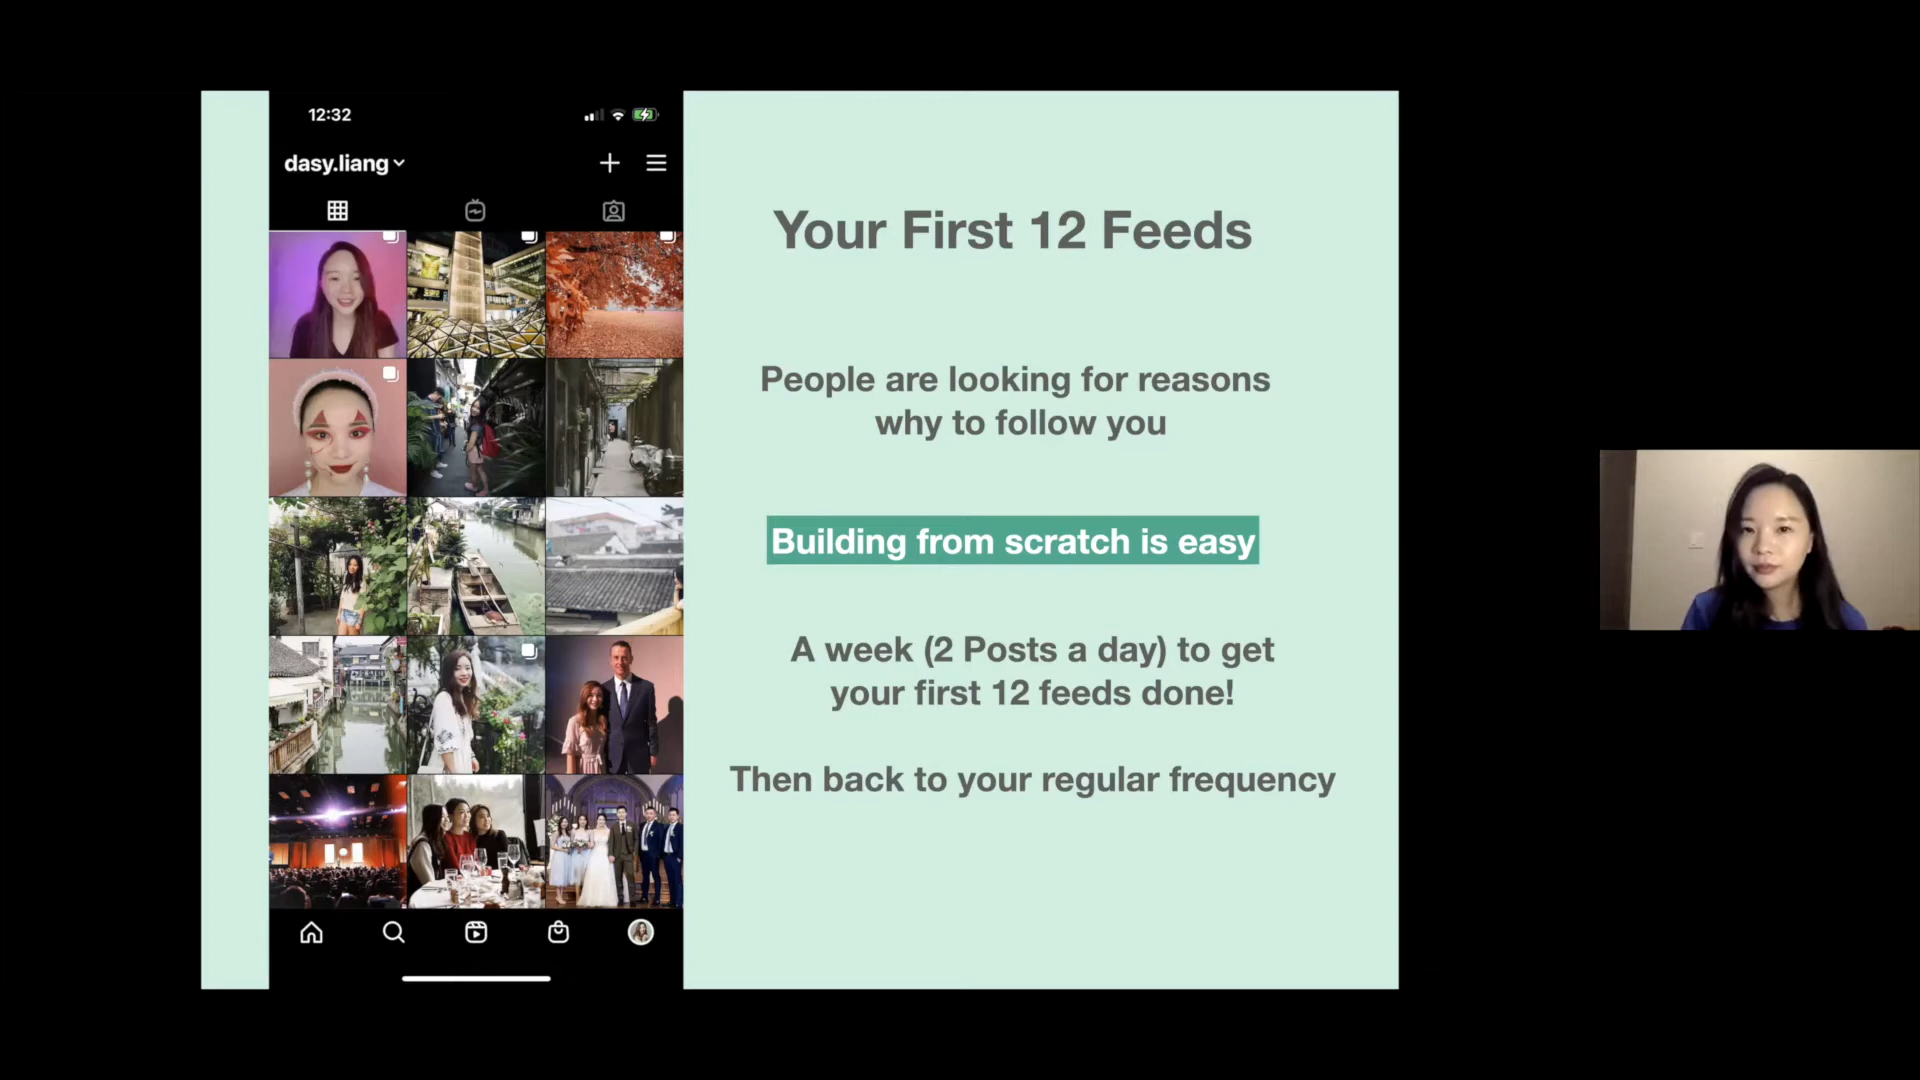 12:32
dasy.liang
Your First 12 Feeds
People are looking for reasons
why to follow you
Building from scratch is easy
A week (2 Posts a day) to get
your first 12 feeds done!
Then back to your regular frequency